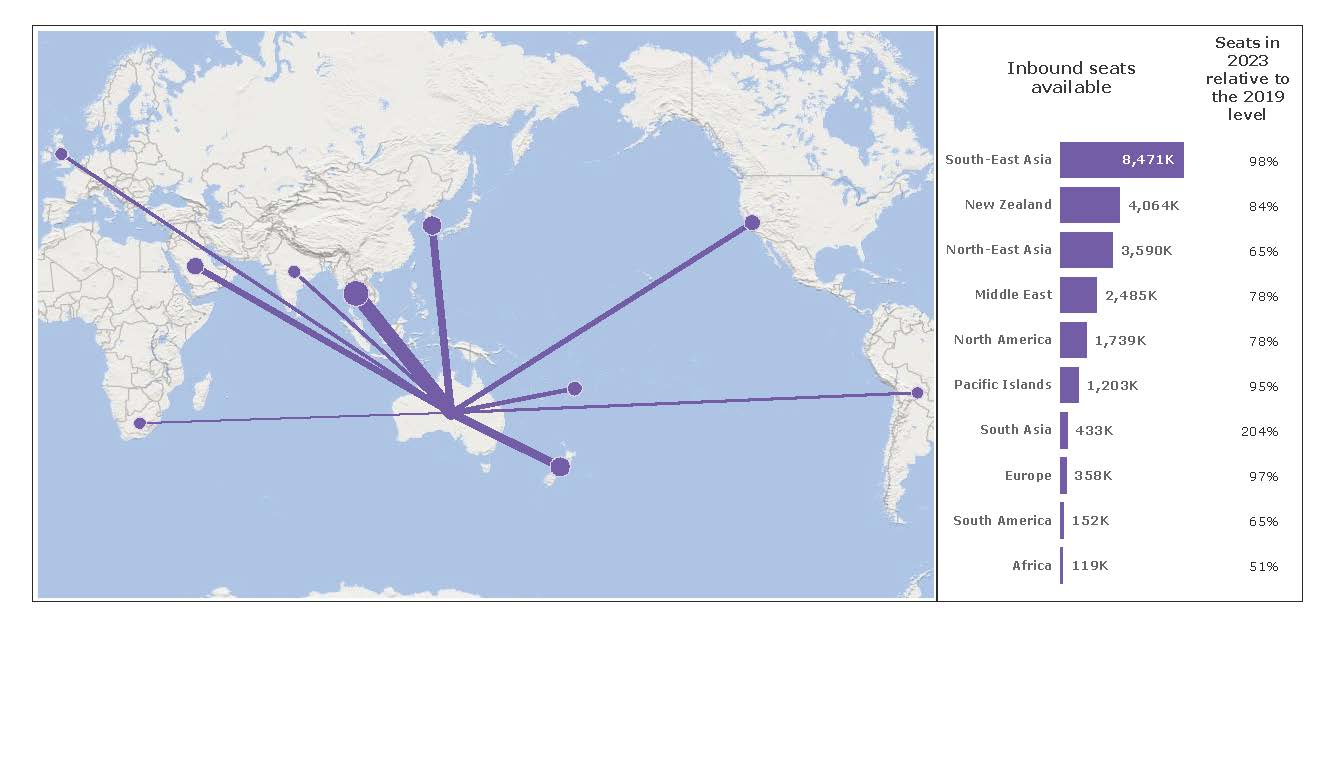 Inbound seats
available
Seats in
2023
relative to
the 2019
level
South-East Asia 8,471K 98%
New Zealand 4,064K 84%
North-East Asia 3,590K 65%
Middle East 2,485K 78%
North America 1,739K 78%
Pacific Islands 1,203K 95%
South Asia 433K 204%
Europe 358K 97%
South America 152K 65%
Africa 119K 51%